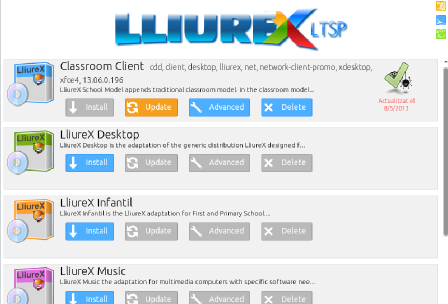 LLIUREX LTSP
Classroom Client cdd, client, desktop, lliurex, net, network-client-promo, xdesktop,
xfce4, 13.06.0.196
LliureX School Model appends traditional classroom model. In the classroom model...
Install Update Advanced Delete
Actualitzat el
8/5/2013
LliureX Desktop
LliureX Desktop is the adaptation of the generic distribution LliureX designed f...
Install Update Advanced Delete
LliureX Infantil
LliureX Infantil is the LliureX adaptation for First and Primary School...
Install Update Advanced Delete
LliureX Music
LliureX Music the adaptation for multimedia computers with specific software nee...
Install Update Advanced Delete